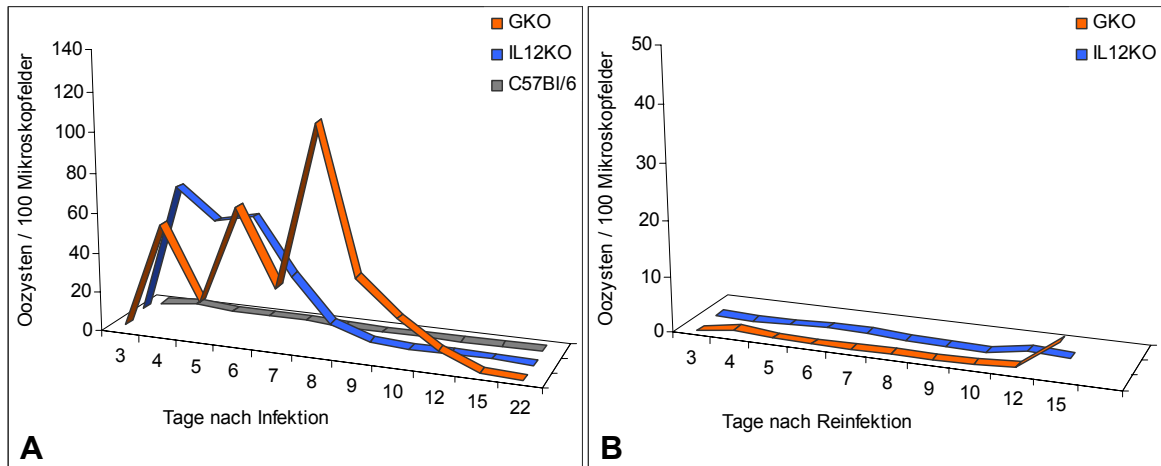 GKO
IL12KO
C57Bl/6
Oozysten / 100 Mikroskopfelder
140
120
100
80
60
40
20
0
3 4 5 6 7 8 9 10 12 15 22
Tage nach Infektion
A
GKO
IL12KO
Oozysten / 100 Mikroskopfelder
50
40
30
20
10
0
3 4 5 6 7 8 9 10 12 15
Tage nach Reinfektion
B